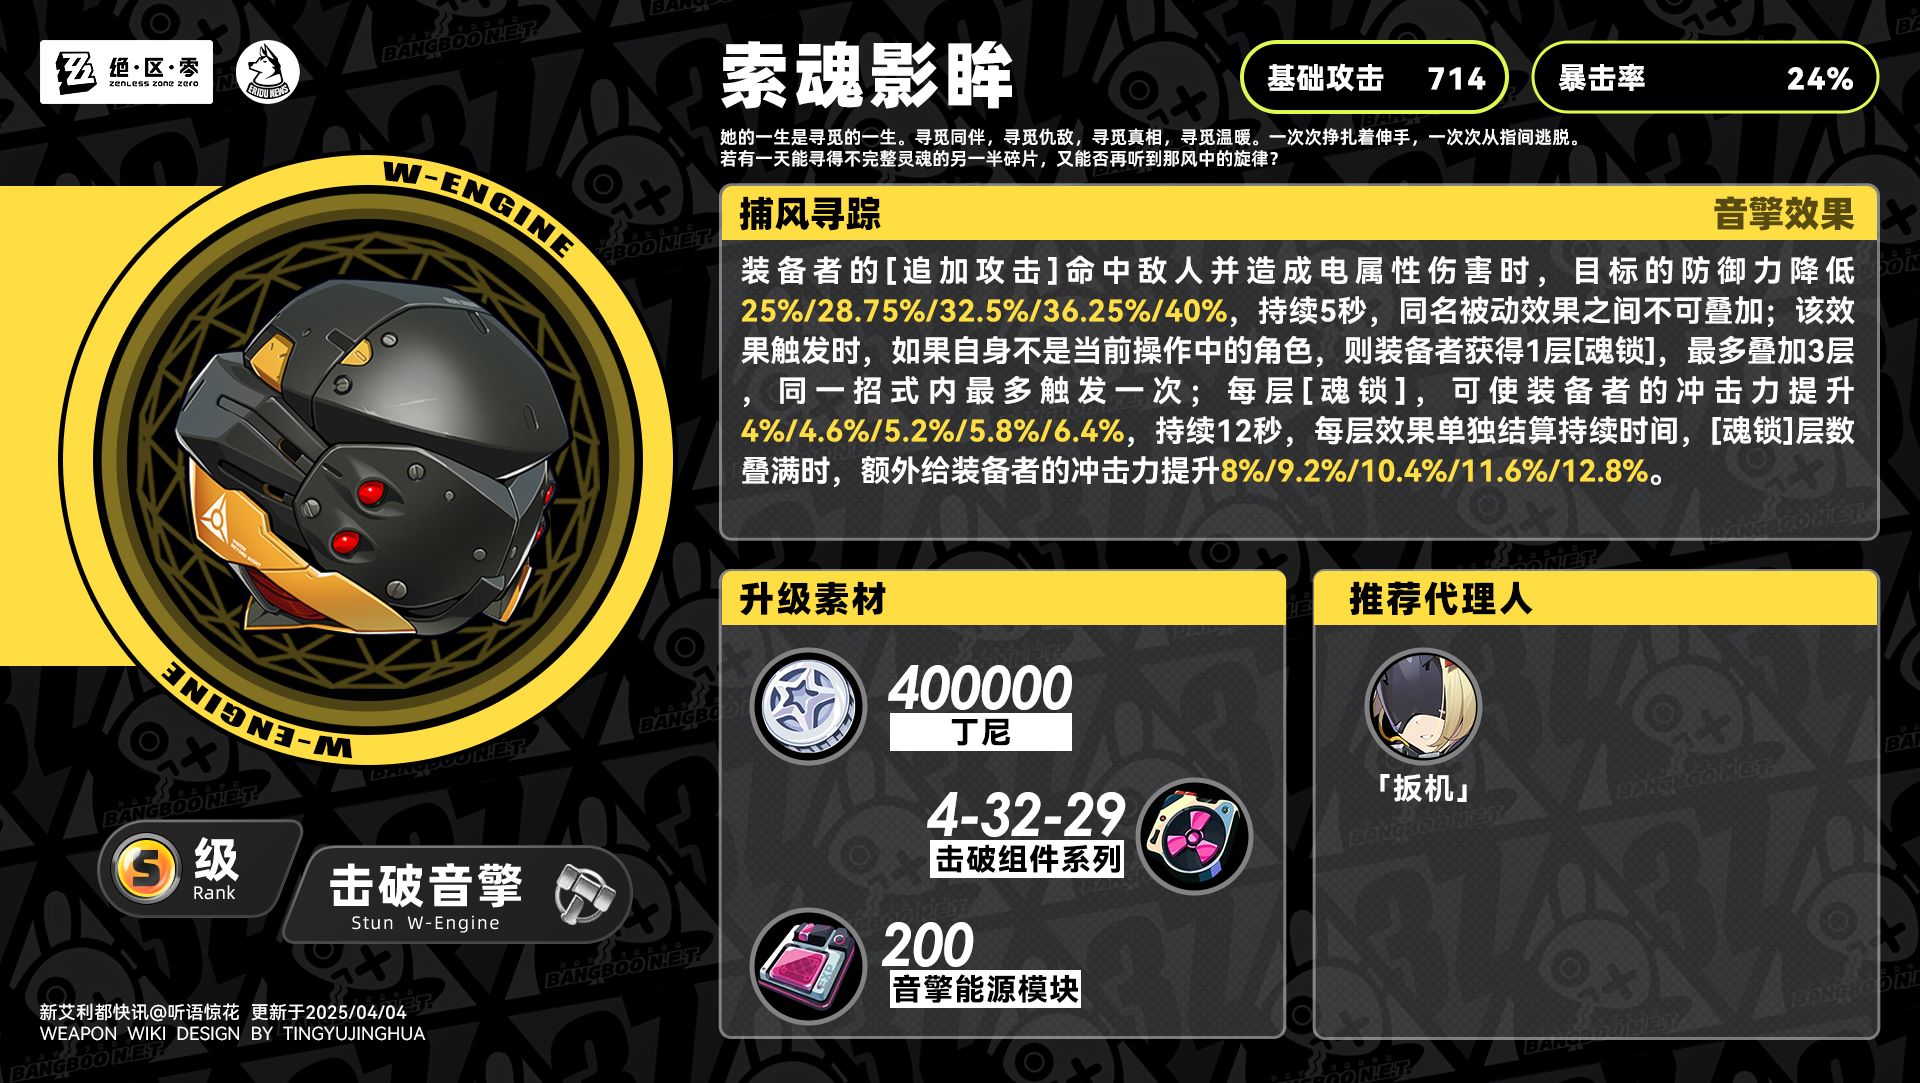 绝·区·零
ZENLESS ZONE ZERO
ERIDU NEWS
索魂影眸
基础攻击 714
暴击率 24%
她的一生是寻觅的一生。寻觅同伴，寻觅仇敌，寻觅真相，寻觅温暖。一次次挣扎着伸手，一次次从指间逃脱。
若有一天能寻得不完整灵魂的另一半碎片，又能否再听到那风中的旋律？
W-ENGINE
W-ENGINE
捕风寻踪 音擎效果
装备者的[追加攻击]命中敌人并造成电属性伤害时，目标的防御力降低
25%/28.75%/32.5%/36.25%/40%，持续5秒，同名被动效果之间不可叠加；该效
果触发时，如果自身不是当前操作中的角色，则装备者获得1层[魂锁]，最多叠加3层
，同一招式内最多触发一次；每层[魂锁]，可使装备者的冲击力提升
4%/4.6%/5.2%/5.8%/6.4%，持续12秒，每层效果单独结算持续时间，[魂锁]层数
叠满时，额外给装备者的冲击力提升8%/9.2%/10.4%/11.6%/12.8%。
升级素材
400000
丁尼
4-32-29
击破组件系列
200
音擎能源模块
推荐代理人
「扳机」
S 级
Rank
击破音擎
Stun W-Engine
新艾利都快讯@听语惊花 更新于2025/04/04
WEAPON WIKI DESIGN BY TINGYUJINGHUA
BANGBOO N.E.T.